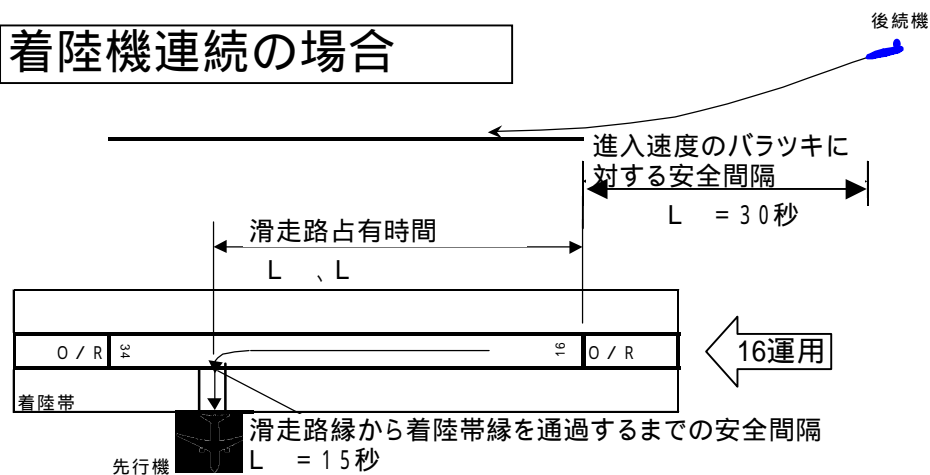 着陸機連続の場合
後続機
進入速度のバラツキに
対する安全間隔
L = 30秒
滑走路占有時間
L 、L
O / R
34
16
O / R
16運用
着陸帯
滑走路縁から着陸帯縁を通過するまでの安全間隔
L = 15秒
先行機